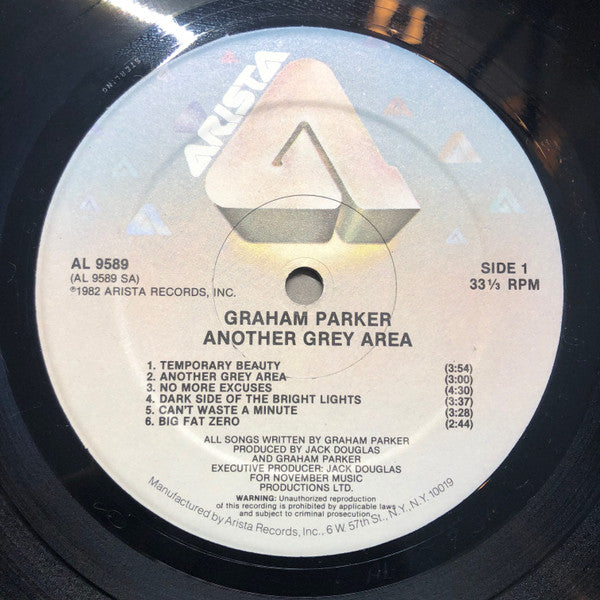 STERLING
ARISTA
AL 9589
(AL 9589 SA)
℗1982 ARISTA RECORDS, INC.
SIDE 1
33⅓ RPM
GRAHAM PARKER
ANOTHER GREY AREA
1. TEMPORARY BEAUTY (3:54)
2. ANOTHER GREY AREA (3:00)
3. NO MORE EXCUSES (4:30)
4. DARK SIDE OF THE BRIGHT LIGHTS (3:37)
5. CAN'T WASTE A MINUTE (3:28)
6. BIG FAT ZERO (2:44)
ALL SONGS WRITTEN BY GRAHAM PARKER
PRODUCED BY JACK DOUGLAS
AND GRAHAM PARKER
EXECUTIVE PRODUCER: JACK DOUGLAS
FOR NOVEMBER MUSIC
PRODUCTIONS LTD.
WARNING: Unauthorized reproduction
of this recording is prohibited by applicable laws
and subject to criminal prosecution.
Manufactured by Arista Records, Inc., 6 W. 57th St., N.Y., N.Y. 10019